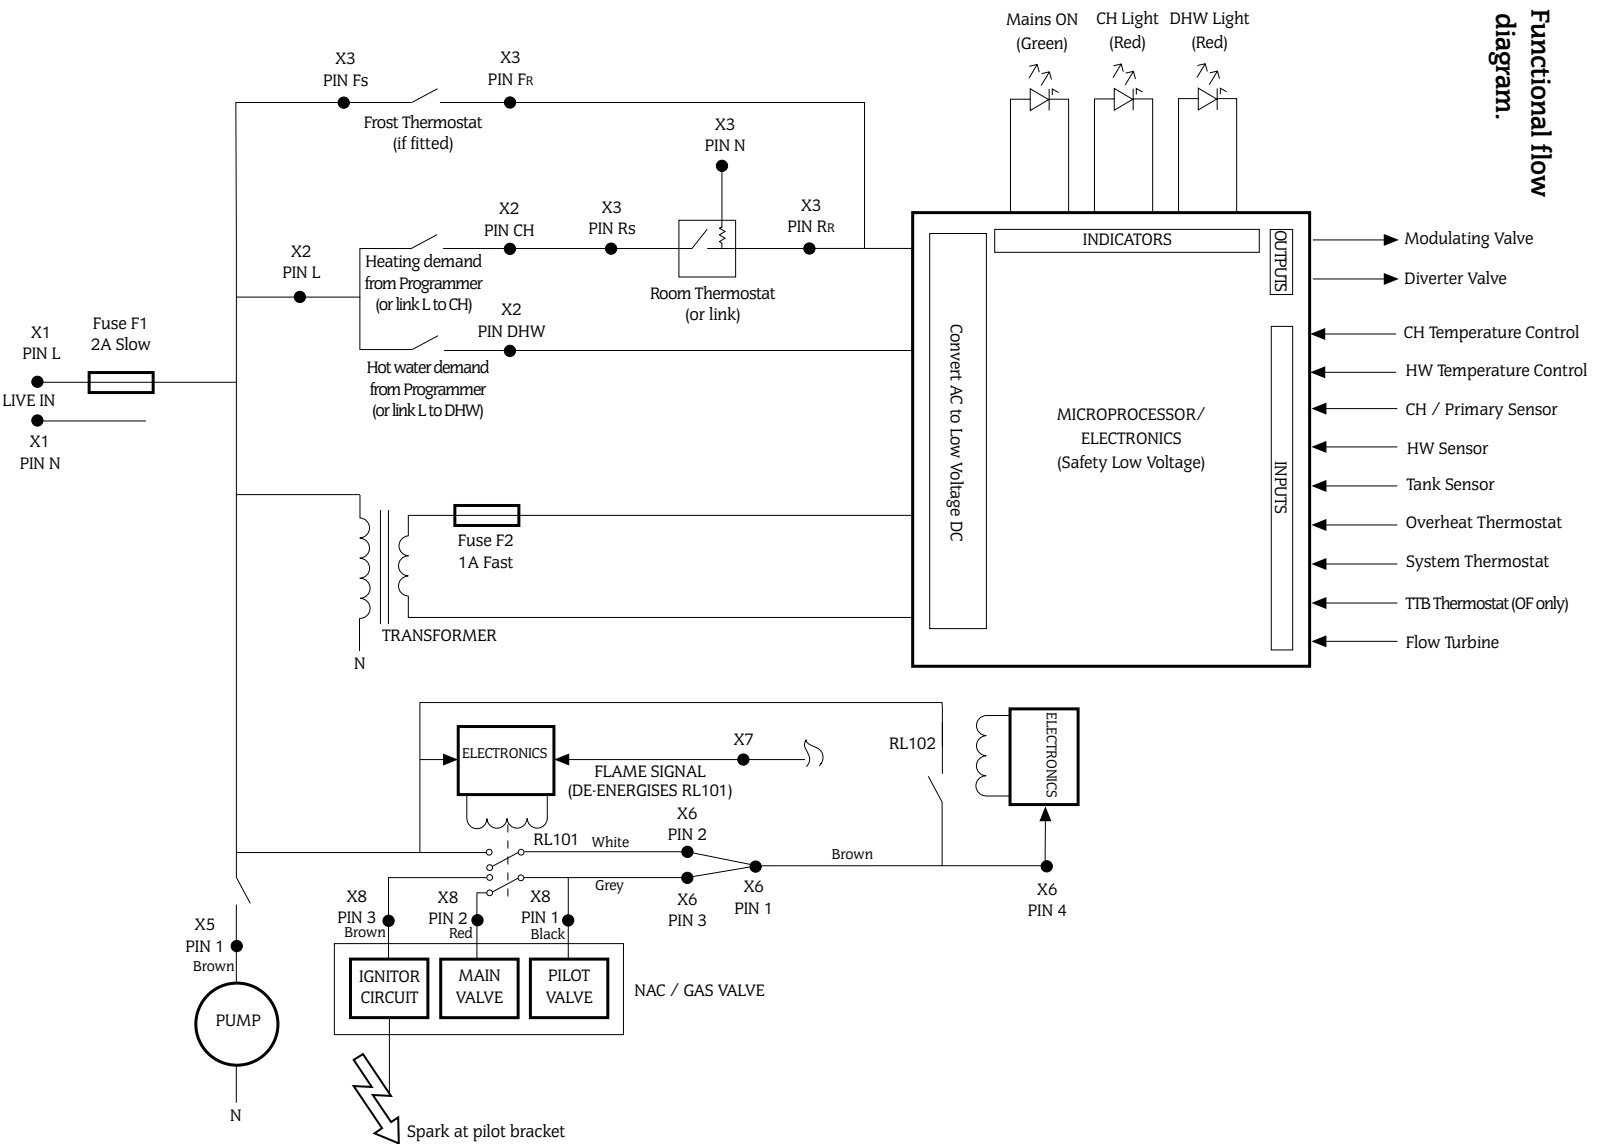 Functional flow
diagram.
Mains ON
(Green)
CH Light
(Red)
DHW Light
(Red)
X3
PIN Fs
X3
PIN FR
Frost Thermostat
(if fitted)
X3
PIN N
X2
PIN L
X2
PIN CH
X3
PIN Rs
X3
PIN RR
Heating demand
from Programmer
(or link L to CH)
Room Thermostat
(or link)
X2
PIN DHW
Hot water demand
from Programmer
(or link L to DHW)
X1
PIN L
Fuse F1
2A Slow
LIVE IN
X1
PIN N
INDICATORS
OUTPUTS
Convert AC to Low Voltage DC
MICROPROCESSOR/
ELECTRONICS
(Safety Low Voltage)
INPUTS
Modulating Valve
Diverter Valve
CH Temperature Control
HW Temperature Control
CH / Primary Sensor
HW Sensor
Tank Sensor
Overheat Thermostat
System Thermostat
TTB Thermostat (OF only)
Flow Turbine
Fuse F2
1A Fast
TRANSFORMER
N
ELECTRONICS
X7
FLAME SIGNAL
(DE-ENERGISES RL101)
RL102
ELECTRONICS
RL101
White
X6
PIN 2
Brown
Grey
X6
PIN 3
X6
PIN 1
X6
PIN 4
X8
PIN 3
Brown
X8
PIN 2
Red
X8
PIN 1
Black
X5
PIN 1
Brown
IGNITOR
CIRCUIT
MAIN
VALVE
PILOT
VALVE
NAC / GAS VALVE
PUMP
N
Spark at pilot bracket